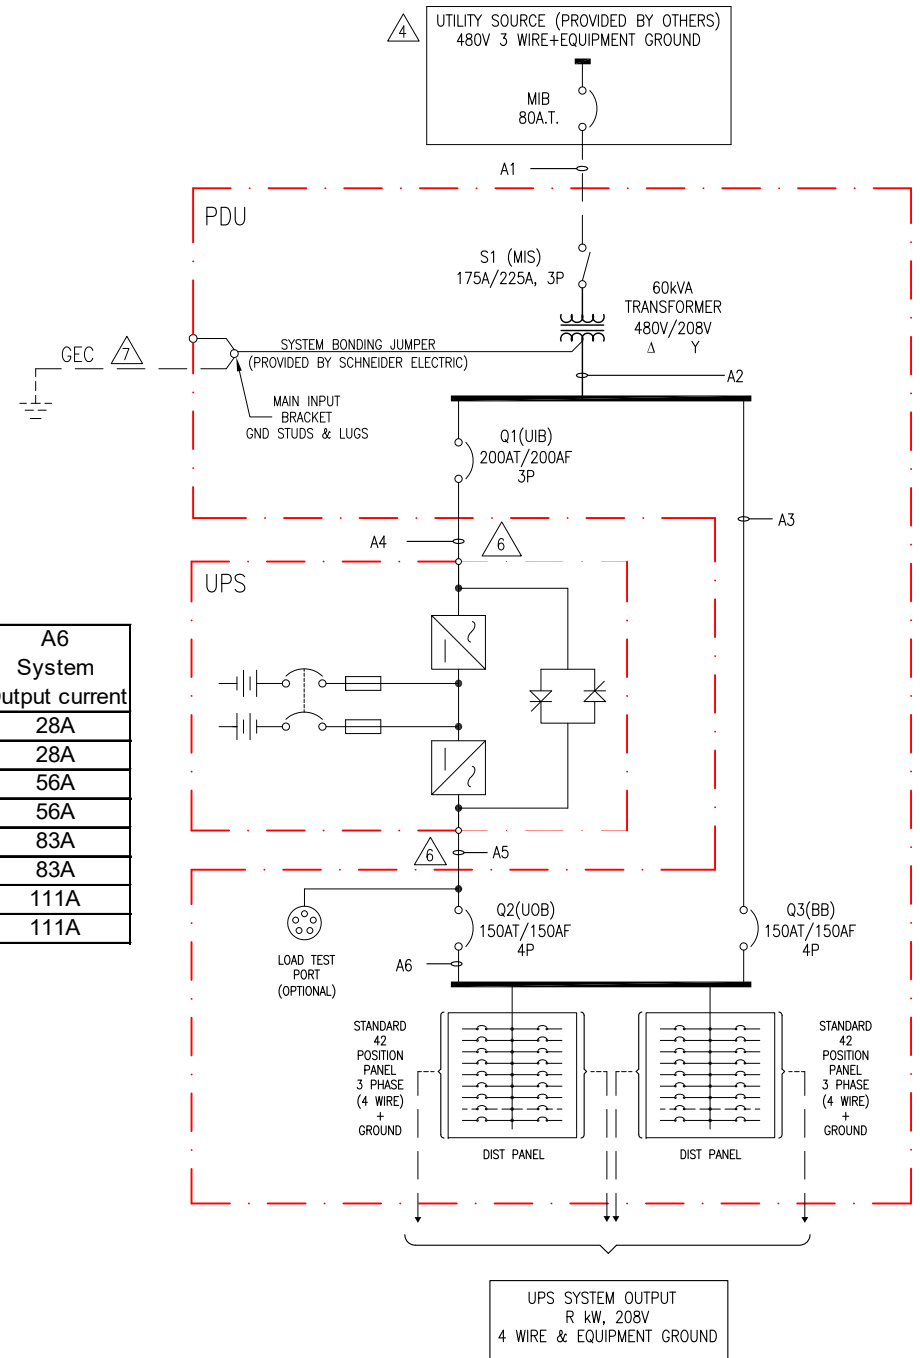 4
UTILITY SOURCE (PROVIDED BY OTHERS)
480V 3 WIRE+EQUIPMENT GROUND
MIB
80A.T.
A1
PDU
S1 (MIS)
175A/225A, 3P
60kVA
TRANSFORMER
480V/208V
Δ Y
SYSTEM BONDING JUMPER
(PROVIDED BY SCHNEIDER ELECTRIC)
GEC
7
MAIN INPUT
BRACKET
GND STUDS & LUGS
A2
Q1(UIB)
200AT/200AF
3P
A3
A4
6
UPS
A6
System
utput current
28A
28A
56A
56A
83A
83A
111A
111A
6
A5
LOAD TEST
PORT
(OPTIONAL)
Q2(UOB)
150AT/150AF
4P
Q3(BB)
150AT/150AF
4P
A6
STANDARD
42
POSITION
PANEL
3 PHASE
(4 WIRE)
+
GROUND
DIST PANEL
DIST PANEL
STANDARD
42
POSITION
PANEL
3 PHASE
(4 WIRE)
+
GROUND
UPS SYSTEM OUTPUT
R kW, 208V
4 WIRE & EQUIPMENT GROUND